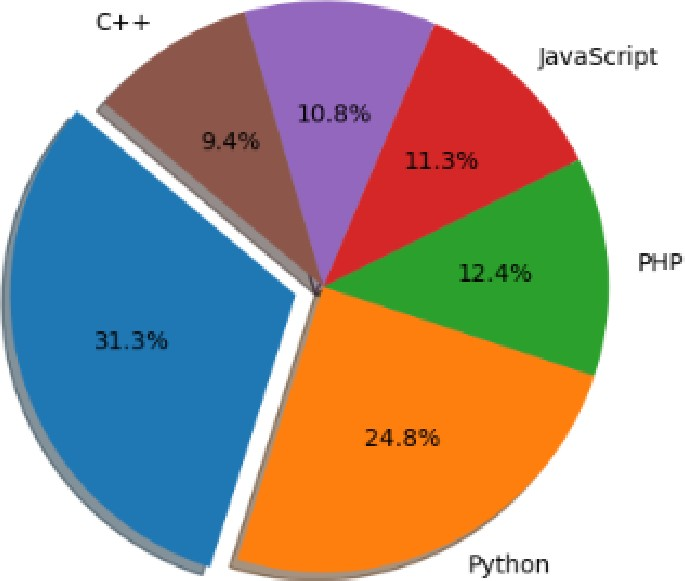 C++
JavaScript
10.8%
9.4%
11.3%
PHP
12.4%
31.3%
24.8%
Python